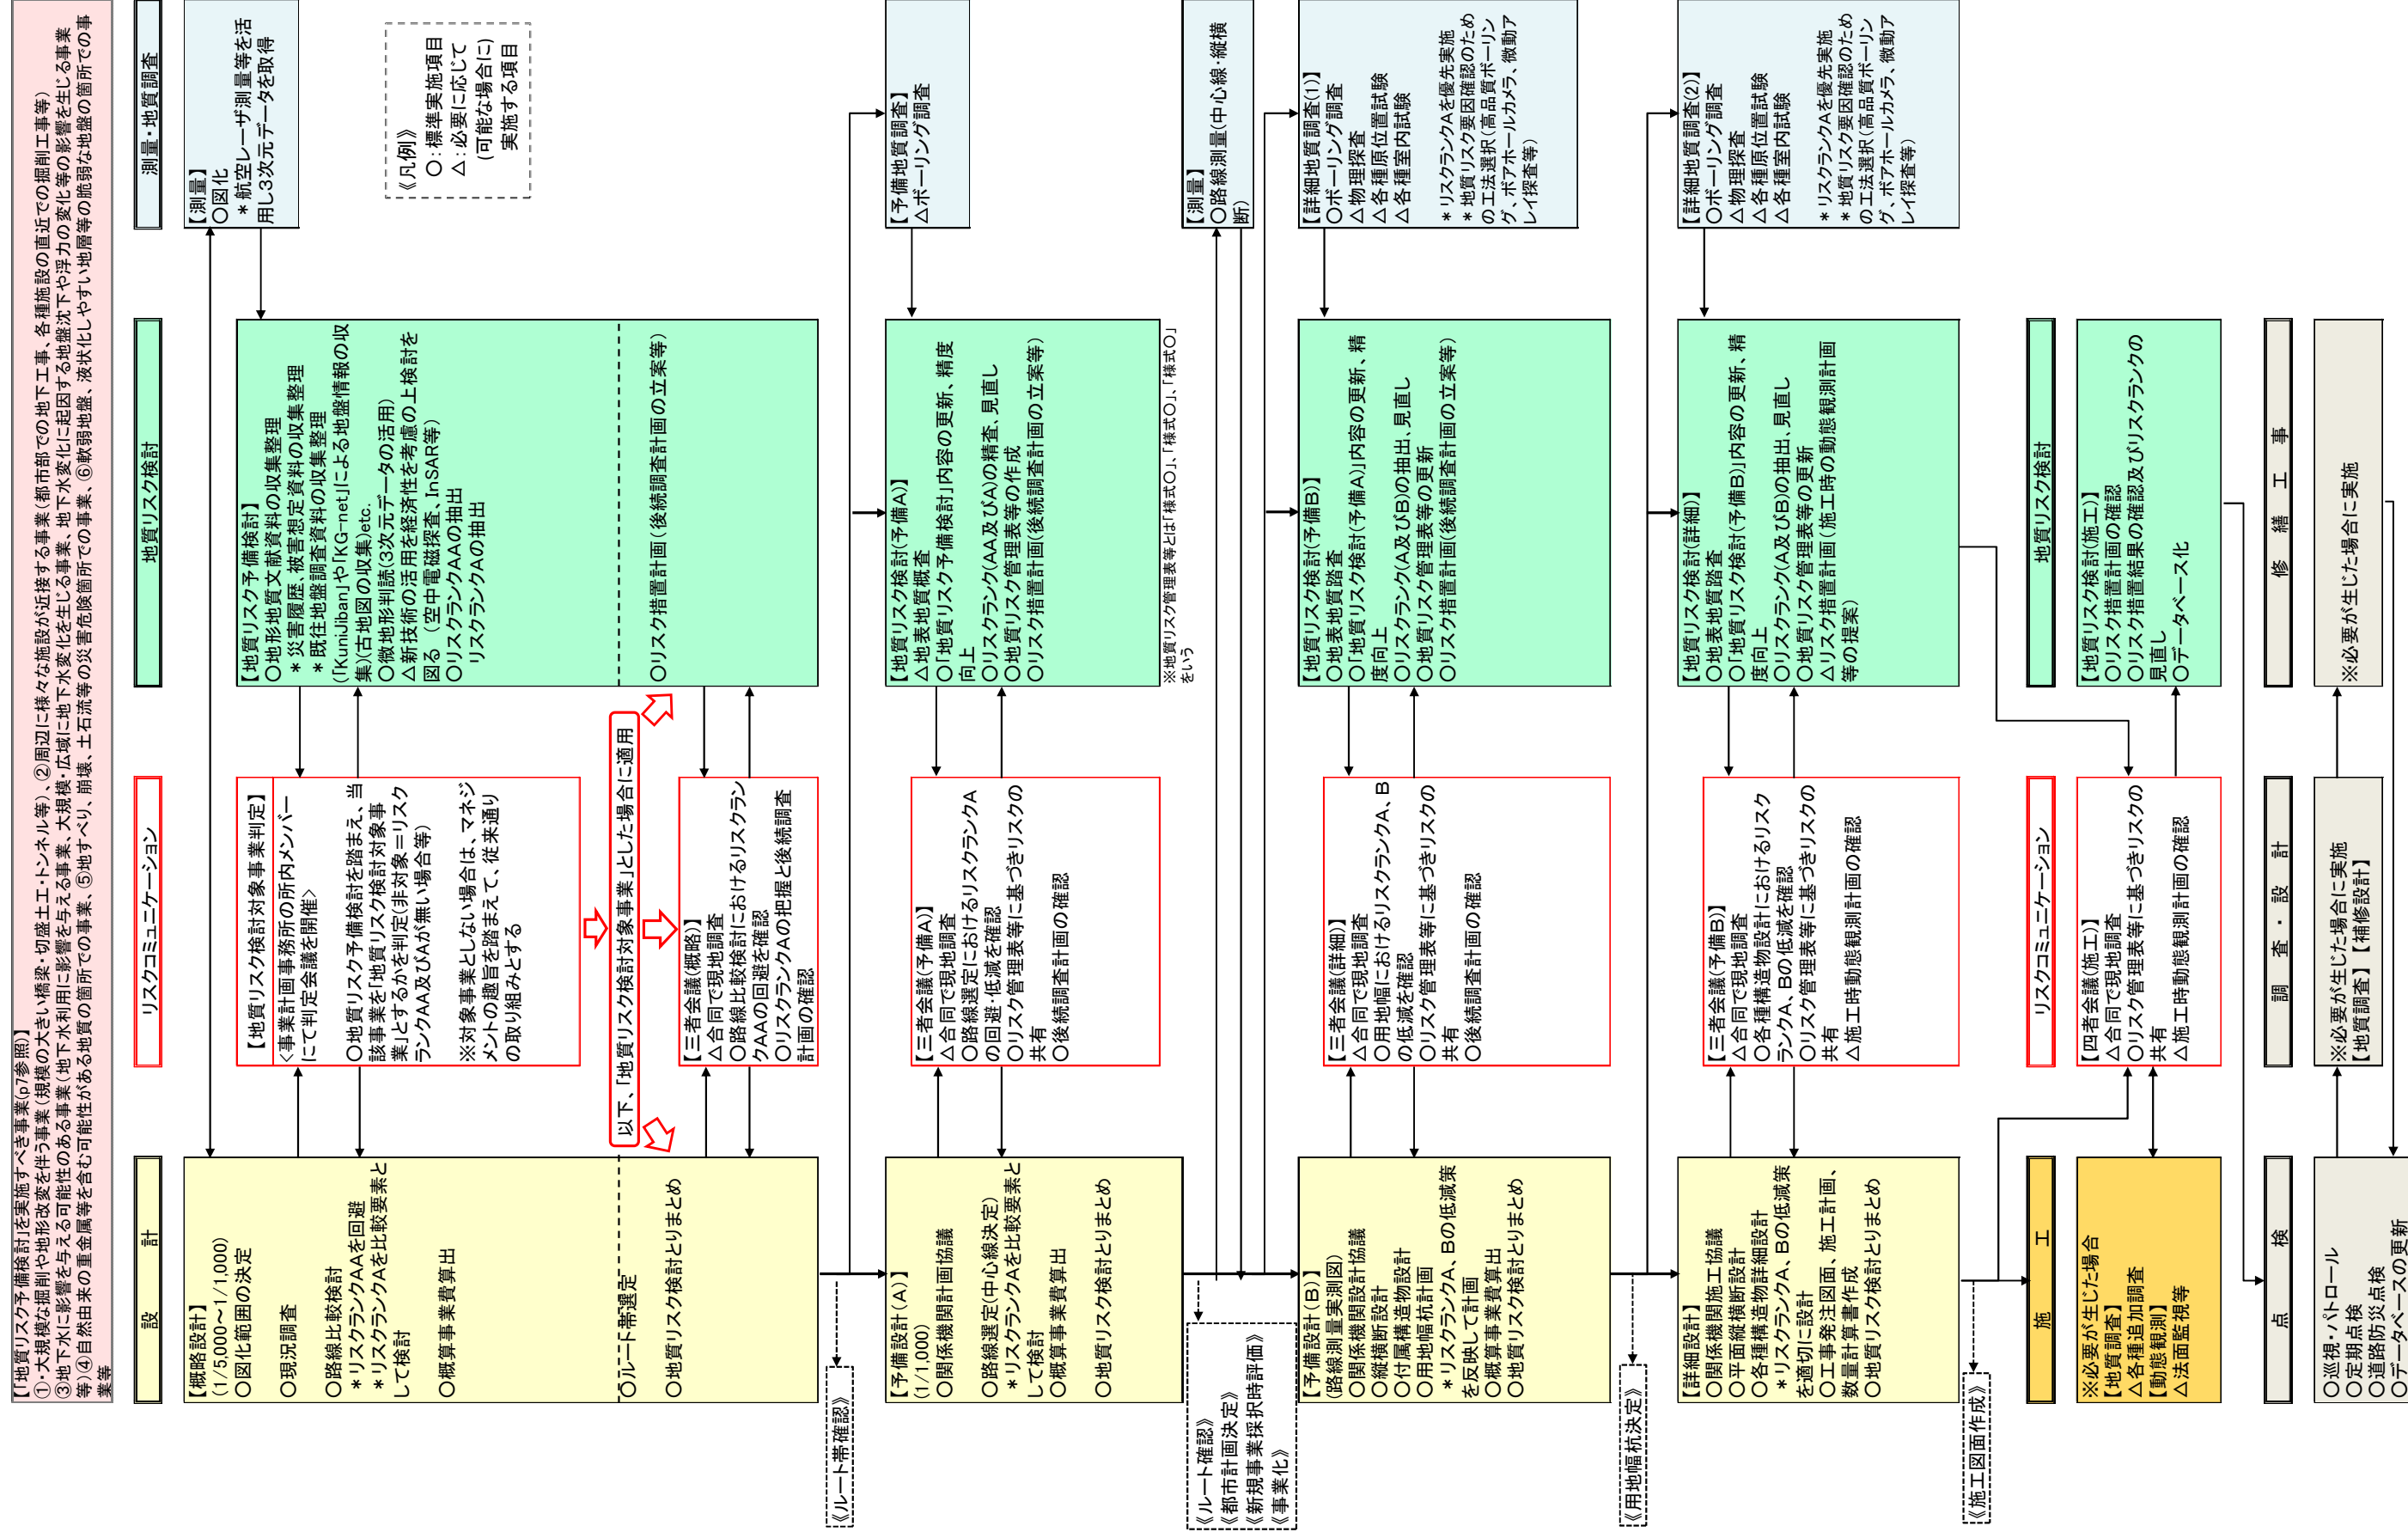 【「地質リスク予備検討」を実施すべき事業(p7参照)】
①・大規模な掘削や地形改変を伴う事業(規模の大きい橋梁・切盛土工・トンネル等)、②周辺に様々な施設が近接する事業(都市部での地下工事、各種施設の直近での掘削工事等)
③地下水に影響を与える可能性のある事業(地下水利用に影響を与える事業、大規模・広域に地下水変化を生じる事業、地下水変化に起因する地盤沈下や浮力の変化等の影響を生じる事業
等)④自然由来の重金属等を含む可能性がある地質の箇所での事業、⑤地すべり、崩壊、土石流等の災害危険箇所での事業、⑥軟弱地盤、液状化しやすい地層等の脆弱な地盤の箇所での事
業等
設 計
リスクコミュニケーション
地質リスク検討
測量・地質調査
【概略設計】
(1/5,000~1/1,000)
○図化範囲の決定
○現況調査
○路線比較検討
*リスクランクAAを回避
*リスクランクAを比較要素と
して検討
○概算事業費算出
○ルート帯選定
○地質リスク検討とりまとめ
【地質リスク検討対象事業判定】
<事業計画事務所の所内メンバー
にて判定会議を開催>
○地質リスク予備検討を踏まえ、当
該事業を「地質リスク検討対象事
業」とするかを判定(非対象=リスク
ランクAA及びAが無い場合等)
※対象事業としない場合は、マネジ
メントの趣旨を踏まえて、従来通り
の取り組みとする
以下、「地質リスク検討対象事業」とした場合に適用
【三者会議(概略)】
△合同で現地調査
○路線比較検討におけるリスクラン
クAAの回避を確認
○リスクランクAの把握と後続調査
計画の確認
【地質リスク予備検討】
○地形地質文献資料の収集整理
*災害履歴、被害想定資料の収集整理
*既往地盤調査資料の収集整理
(「KuniJiban」や「KG-net」による地盤情報の収
集)(古地図の収集)etc.
○微地形判読(3次元データの活用)
△新技術の活用を経済性を考慮の上検討を
図る (空中電磁探査、InSAR等)
○リスクランクAAの抽出
リスクランクAの抽出
○リスク措置計画(後続調査計画の立案等)
【測量】
○図化
*航空レーザ測量等を活
用し3次元データを取得
《凡例》
○:標準実施項目
△:必要に応じて
(可能な場合に)
実施する項目
《ルート帯確認》
【予備設計(A)】
(1/1,000)
○関係機関計画協議
○路線選定(中心線決定)
*リスクランクAを比較要素と
して検討
○概算事業費算出
○地質リスク検討とりまとめ
【三者会議(予備A)】
△合同で現地調査
○路線選定におけるリスクランクA
の回避・低減を確認
○リスク管理表等に基づきリスクの
共有
○後続調査計画の確認
【地質リスク検討(予備A)】
△地表地質概査
○「地質リスク予備検討」内容の更新、精度
向上
○リスクランク(AA及びA)の精査、見直し
○地質リスク管理表等の作成
○リスク措置計画(後続調査計画の立案等)
※地質リスク管理表等とは「様式○」、「様式○」、「様式○」
をいう
【予備地質調査】
△ボーリング調査
《ルート確認》
《都市計画決定》
《新規事業採択時評価》
《事業化》
【測量】
○路線測量(中心線・縦横
断)
【予備設計(B)】
(路線測量実測図)
○関係機関設計協議
○縦横断設計
○付属構造物設計
○用地幅杭計画
*リスクランクA、Bの低減策
を反映して計画
○概算事業費算出
○地質リスク検討とりまとめ
【三者会議(詳細)】
△合同で現地調査
○用地幅におけるリスクランクA、B
の低減を確認
○リスク管理表等に基づきリスクの
共有
○後続調査計画の確認
【地質リスク検討(予備B)】
○地表地質踏査
○「地質リスク検討(予備A)」内容の更新、精
度向上
○リスクランク(A及びB)の抽出、見直し
○地質リスク管理表等の更新
○リスク措置計画(後続調査計画の立案等)
【詳細地質調査(1)】
○ボーリング調査
△物理探査
△各種原位置試験
△各種室内試験
*リスクランクAを優先実施
*地質リスク要因確認のため
の工法選択(高品質ボーリン
グ、ボアホールカメラ、微動ア
レイ探査等)
《用地幅杭決定》
【詳細設計】
○関係機関施工協議
○平面縦横断設計
○各種構造物詳細設計
*リスクランクA、Bの低減策
を適切に設計
○工事発注図面、施工計画、
数量計算書作成
○地質リスク検討とりまとめ
【三者会議(予備B)】
△合同で現地調査
○各種構造物設計におけるリスク
ランクA、Bの低減を確認
○リスク管理表等に基づきリスクの
共有
△施工時動態観測計画の確認
【地質リスク検討(詳細)】
○地表地質踏査
○「地質リスク検討(予備B)」内容の更新、精
度向上
○リスクランク(A及びB)の抽出、見直し
○地質リスク管理表等の更新
△リスク措置計画(施工時の動態観測計画
等の提案)
【詳細地質調査(2)】
○ボーリング調査
△物理探査
△各種原位置試験
△各種室内試験
*リスクランクAを優先実施
*地質リスク要因確認のため
の工法選択(高品質ボーリン
グ、ボアホールカメラ、微動ア
レイ探査等)
《施工図面作成》
施 工
リスクコミュニケーション
地質リスク検討
※必要が生じた場合
【地質調査】
△各種追加調査
【動態観測】
△法面監視等
【四者会議(施工)】
△合同で現地調査
○リスク管理表等に基づきリスクの
共有
△施工時動態観測計画の確認
【地質リスク検討(施工)】
○リスク措置計画の確認
○リスク措置結果の確認及びリスクランクの
見直し
○データベース化
点 検
調 査 ・ 設 計
修 繕 工 事
○巡視・パトロール
○定期点検
○道路防災点検
○データベースの更新
※必要が生じた場合に実施
【地質調査】【補修設計】
※必要が生じた場合に実施